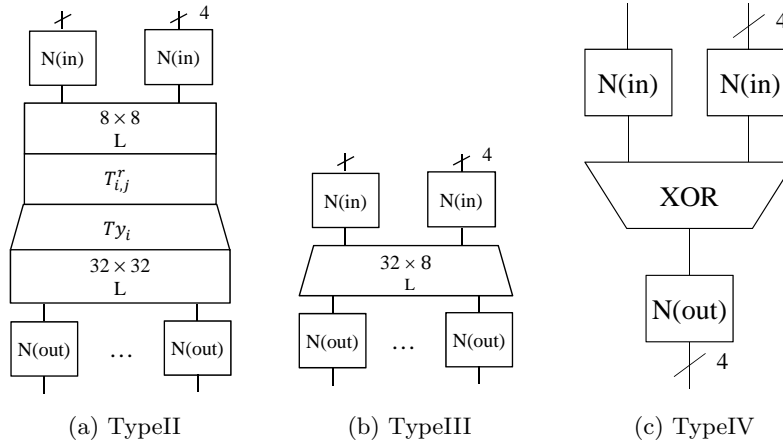 4
N(in) N(in)
8 × 8
L
T^r_{i,j}
Ty_i
32 × 32
L
N(out) … N(out)
(a) TypeII
4
N(in) N(in)
32 × 8
L
N(out) … N(out)
(b) TypeIII
4
N(in) N(in)
XOR
N(out)
4
(c) TypeIV